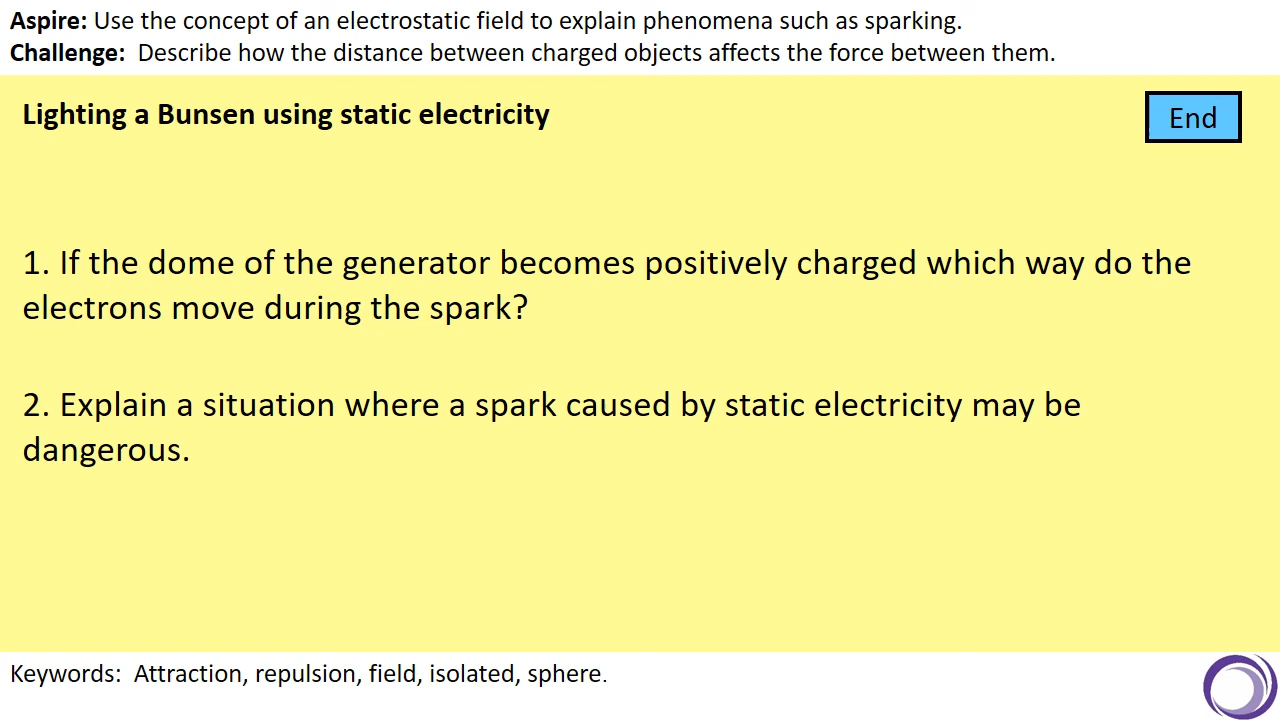 Aspire: Use the concept of an electrostatic field to explain phenomena such as sparking.
Challenge:  Describe how the distance between charged objects affects the force between them.
Lighting a Bunsen using static electricity
End
1. If the dome of the generator becomes positively charged which way do the
electrons move during the spark?
2. Explain a situation where a spark caused by static electricity may be
dangerous.
Keywords:  Attraction, repulsion, field, isolated, sphere.